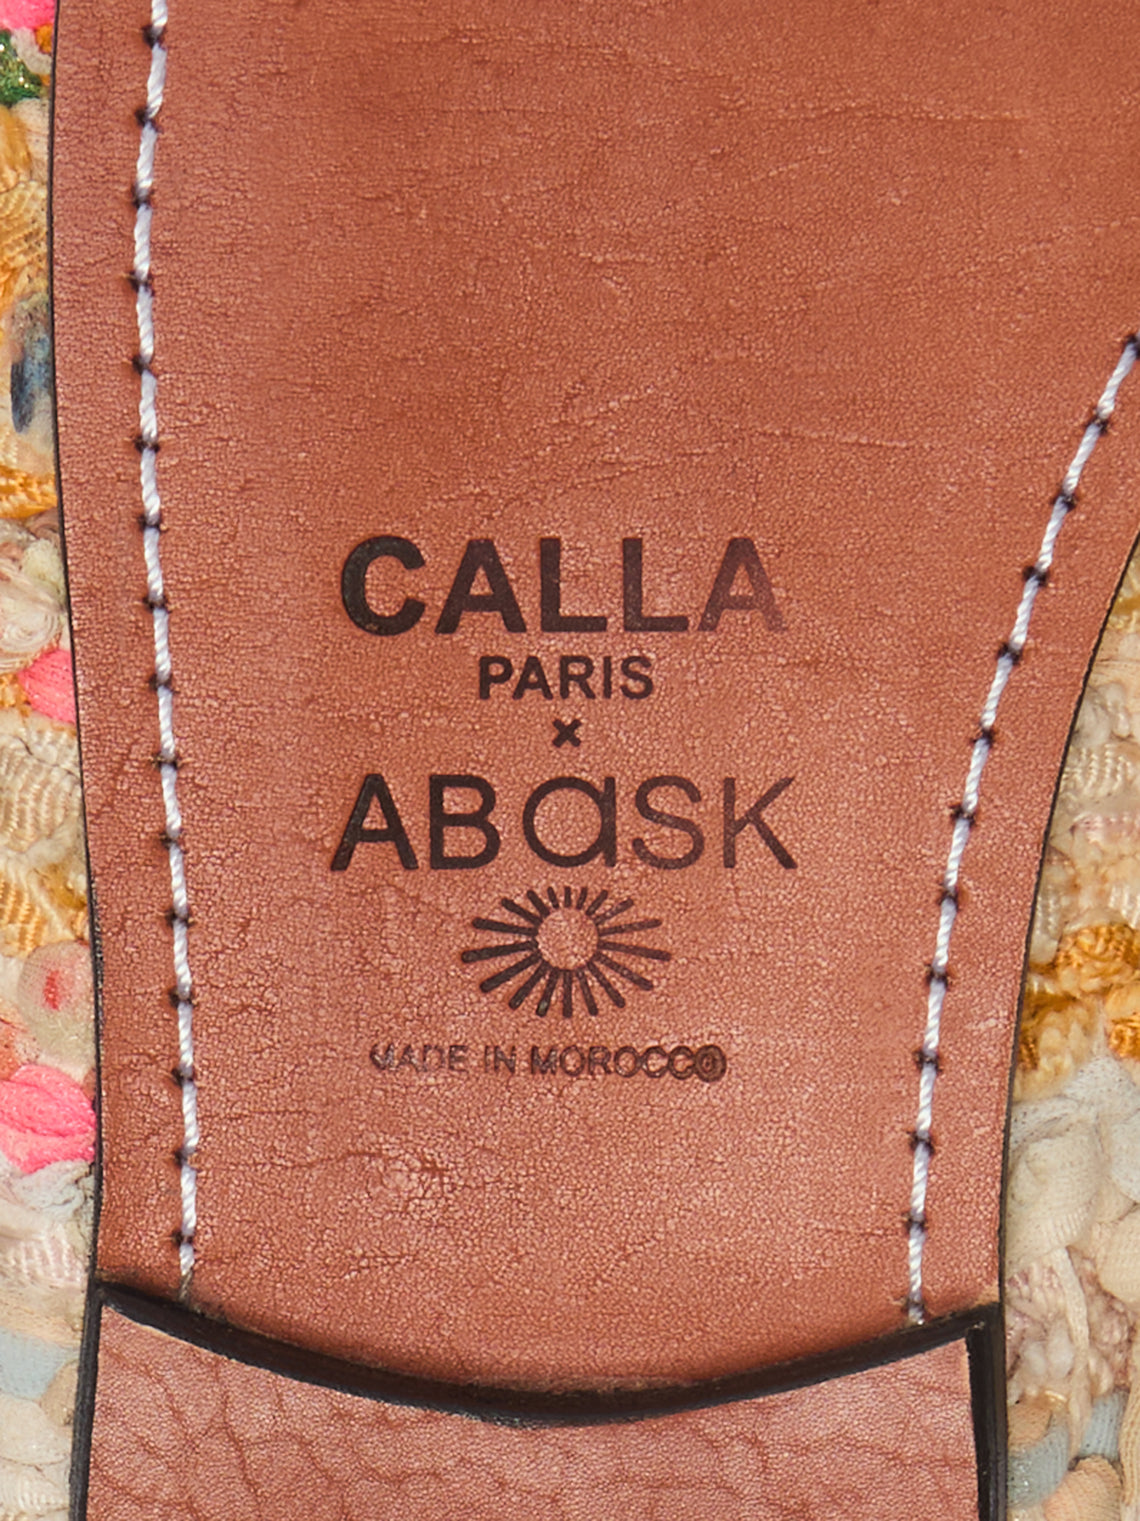 CALLA
PARIS
×
ABaSK
MADE IN MOROCCO